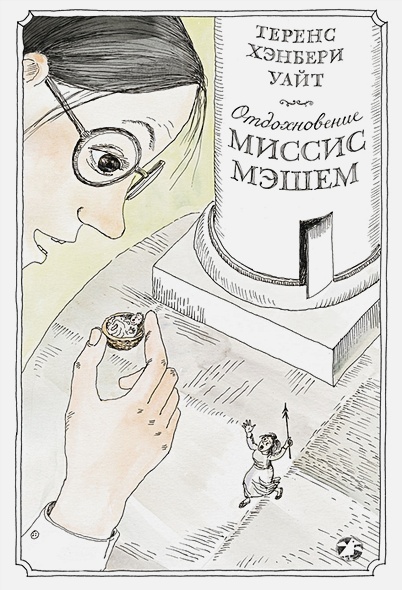 ТЕРЕНС
ХЭНБЕРИ
УАЙТ
Отдохновение
МИССИС
МЭШЕМ